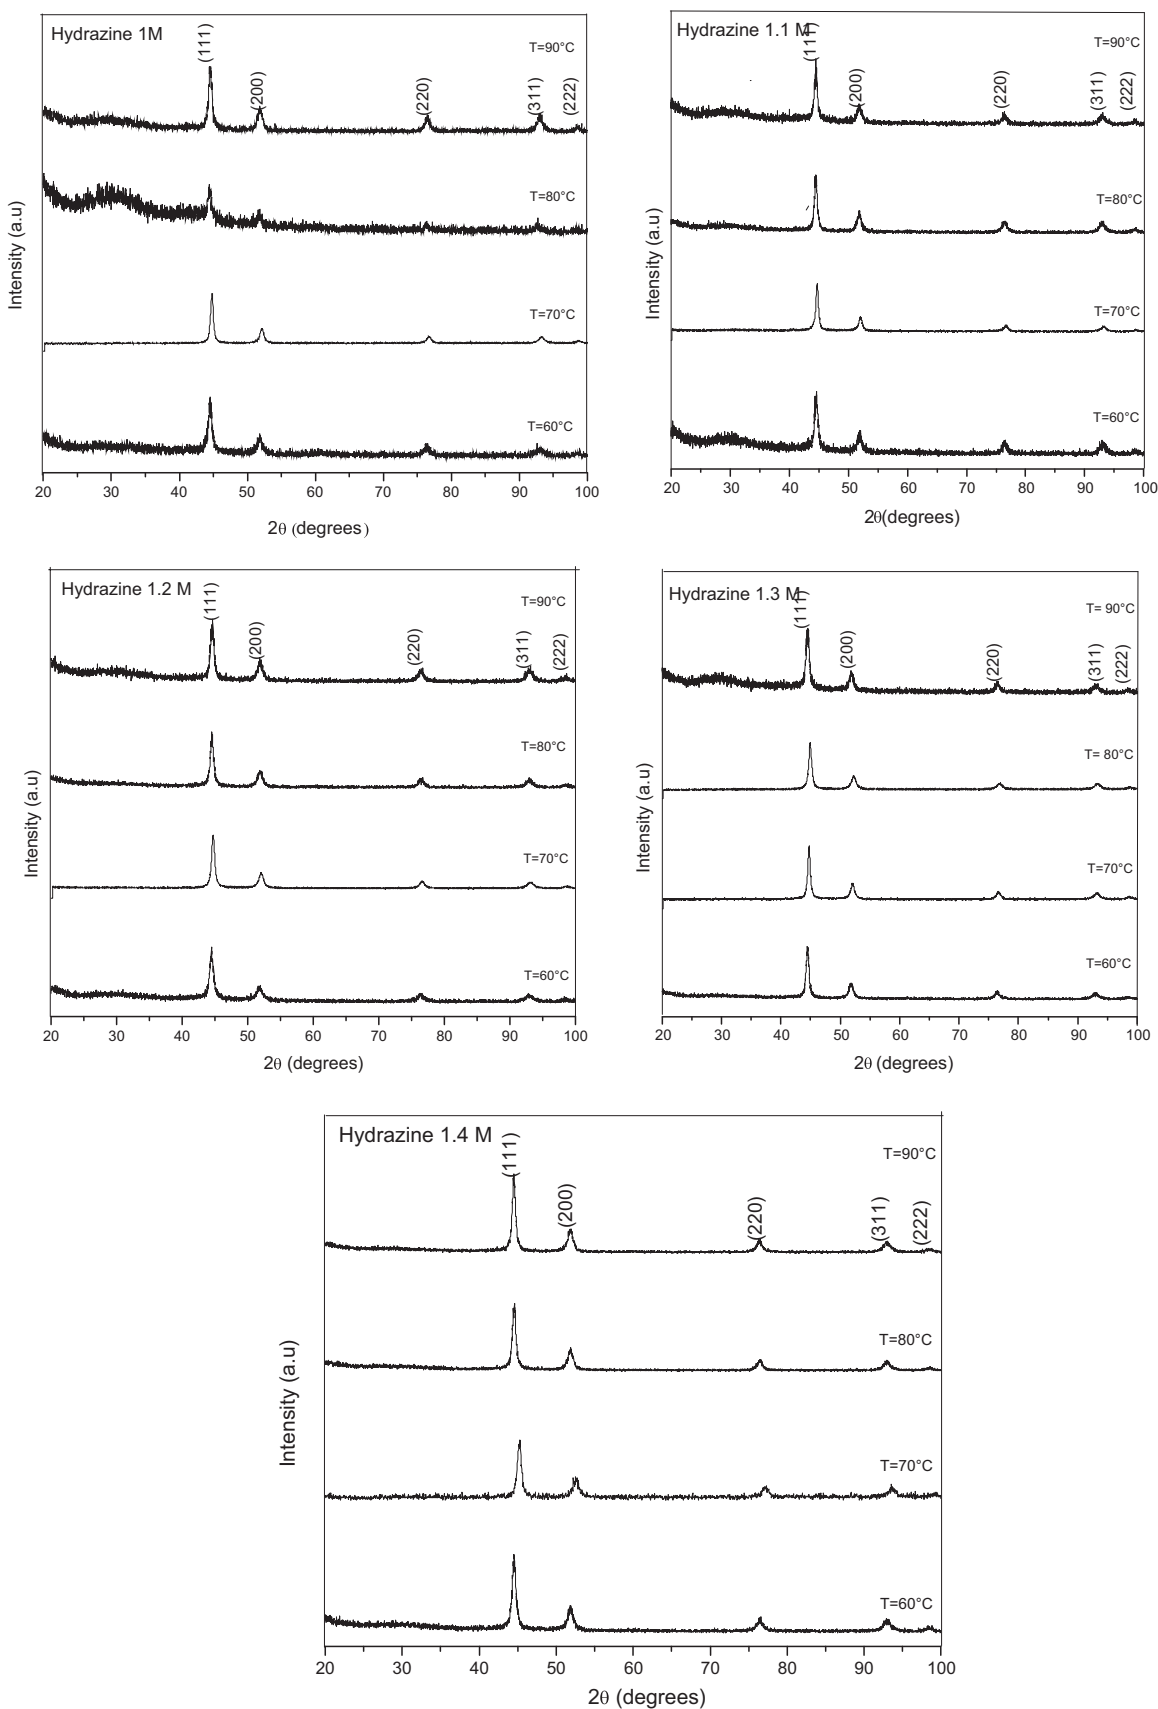 Hydrazine 1M
(111)
T=90°C
(200)
(220)
(311)
(222)
T=80°C
T=70°C
T=60°C
Intensity (a.u)
20 30 40 50 60 70 80 90 100
2θ (degrees)
Hydrazine 1.1 M
(111)
T=90°C
(200)
(220)
(311)
(222)
T=80°C
T=70°C
T=60°C
Intensity (a.u)
20 30 40 50 60 70 80 90 100
2θ(degrees)
Hydrazine 1.2 M
(111)
T=90°C
(200)
(220)
(311)
(222)
T=80°C
T=70°C
T=60°C
Intensity (a.u)
20 30 40 50 60 70 80 90 100
2θ (degrees)
Hydrazine 1.3 M
(111)
T= 90°C
(200)
(220)
(311)
(222)
T= 80°C
T=70°C
T=60°C
Intensity (a.u)
20 30 40 50 60 70 80 90 100
2θ (degrees)
Hydrazine 1.4 M
(111)
T=90°C
(200)
(220)
(311)
(222)
T=80°C
T=70°C
T=60°C
Intensity (a.u)
20 30 40 50 60 70 80 90 100
2θ (degrees)